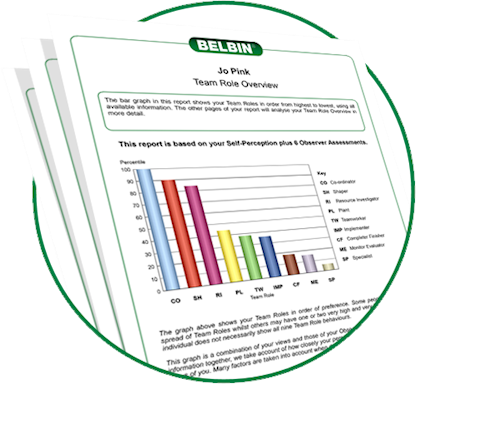 BELBIN
Jo Pink
Team Role Overview
The bar graph in this report shows your Team Roles in order from highest to lowest, using all
available information. The other pages of your report will analyse your Team Role Overview in
more detail.
This report is based on your Self-Perception plus 6 Observer Assessments.
Percentile
100
90
80
70
60
50
40
30
20
10
0
CO SH RI PL TW IMP CF ME SP
Team Role
Key
CO Co-ordinator
SH Shaper
RI Resource Investigator
PL Plant
TW Teamworker
IMP Implementer
CF Completer Finisher
ME Monitor Evaluator
SP Specialist
The graph above shows your Team Roles in order of preference. Some
spread of Team Roles whilst others may have one or two very high and
individual does not necessarily show all nine Team Role behaviours.
This graph is a combination of your views and those of your
information together, we take account of how closely your
of you. Many factors are taken into account when